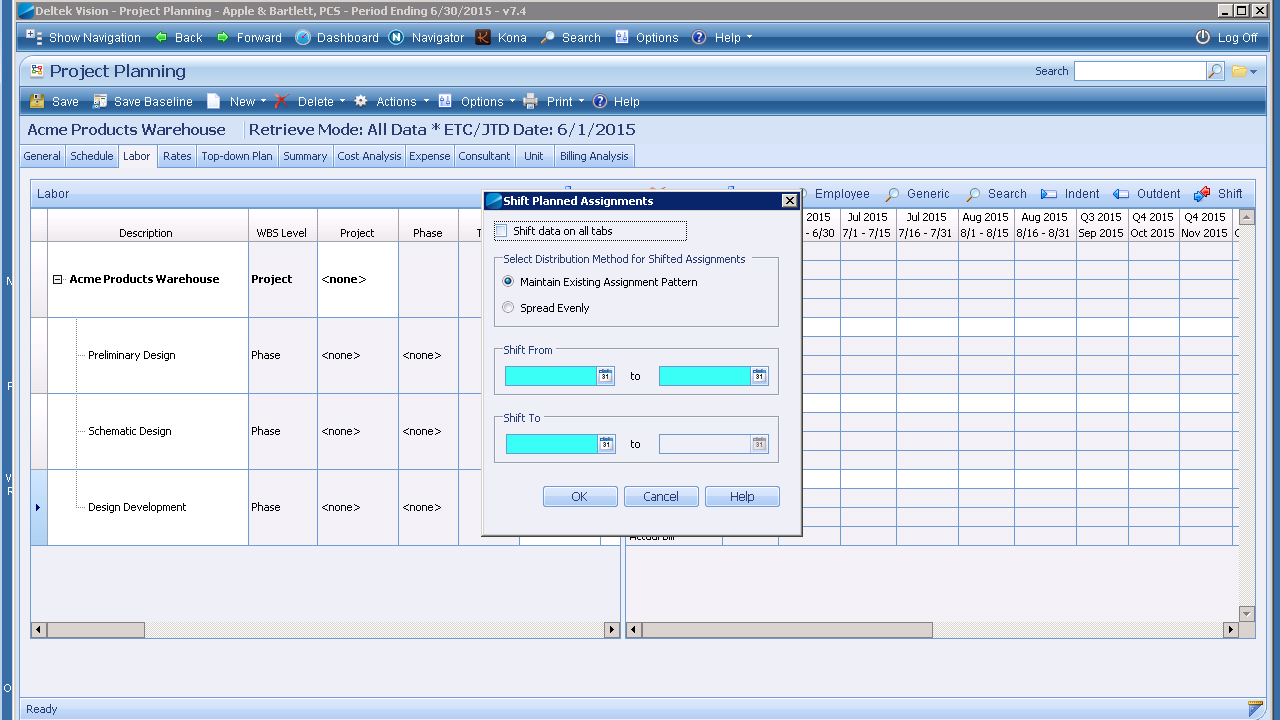 Deltek Vision - Project Planning - Apple & Bartlett, PCS - Period Ending 6/30/2015 - v7.4
Show Navigation Back Forward Dashboard Navigator Kona Search Options Help Log Off
Project Planning Search
Save Save Baseline New Delete Actions Options Print Help
Acme Products Warehouse Retrieve Mode: All Data * ETC/JTD Date: 6/1/2015
General Schedule Labor Rates Top-down Plan Summary Cost Analysis Expense Consultant Unit Billing Analysis
Labor Employee Generic Search Indent Outdent Shift
Shift Planned Assignments
2015 Jul 2015 Jul 2015 Aug 2015 Aug 2015 Q3 2015 Q4 2015 Q4 2015
Description WBS Level Project Phase
- 6/30 7/1 - 7/15 7/16 - 7/31 8/1 - 8/15 8/16 - 8/31 Sep 2015 Oct 2015 Nov 2015
Shift data on all tabs
Select Distribution Method for Shifted Assignments
Maintain Existing Assignment Pattern
Spread Evenly
Acme Products Warehouse Project <none>
Shift From
31 to 31
Preliminary Design Phase <none> <none>
Shift To
31 to 31
Schematic Design Phase <none> <none>
OK Cancel Help
Design Development Phase <none> <none>
Actual Bill
Ready